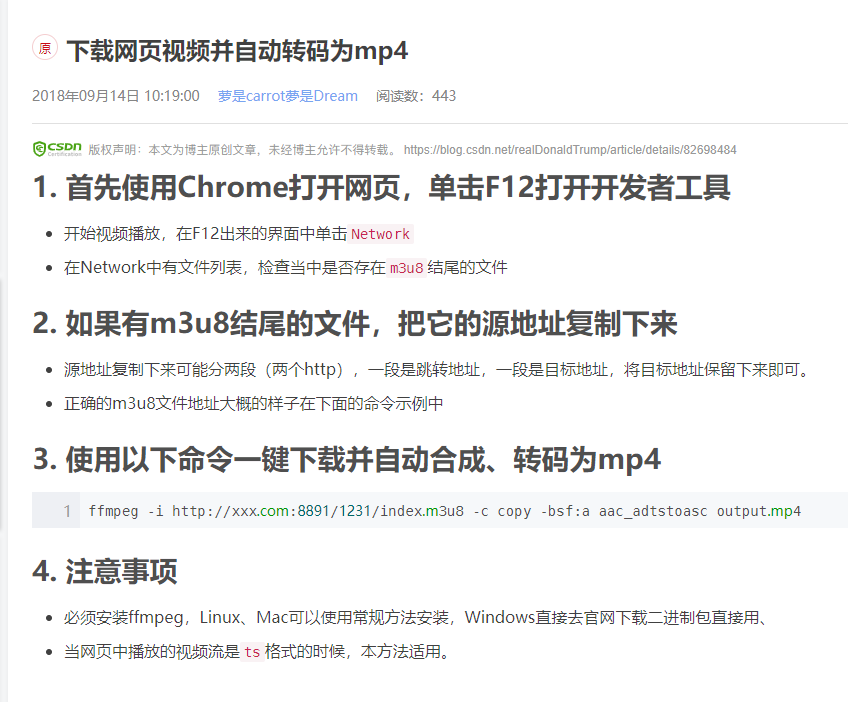 原 下载网页视频并自动转码为mp4
2018年09月14日 10:19:00 萝是carrot夢是Dream 阅读数：443
CSDN Certification 版权声明：本文为博主原创文章，未经博主允许不得转载。 https://blog.csdn.net/realDonaldTrump/article/details/82698484
1. 首先使用Chrome打开网页，单击F12打开开发者工具
开始视频播放，在F12出来的界面中单击 Network
在Network中有文件列表，检查当中是否存在 m3u8 结尾的文件
2. 如果有m3u8结尾的文件，把它的源地址复制下来
源地址复制下来可能分两段（两个http），一段是跳转地址，一段是目标地址，将目标地址保留下来即可。
正确的m3u8文件地址大概的样子在下面的命令示例中
3. 使用以下命令一键下载并自动合成、转码为mp4
1 ffmpeg -i http://xxx.com:8891/1231/index.m3u8 -c copy -bsf:a aac_adtstoasc output.mp4
4. 注意事项
必须安装ffmpeg，Linux、Mac可以使用常规方法安装，Windows直接去官网下载二进制包直接用、
当网页中播放的视频流是 ts 格式的时候，本方法适用。